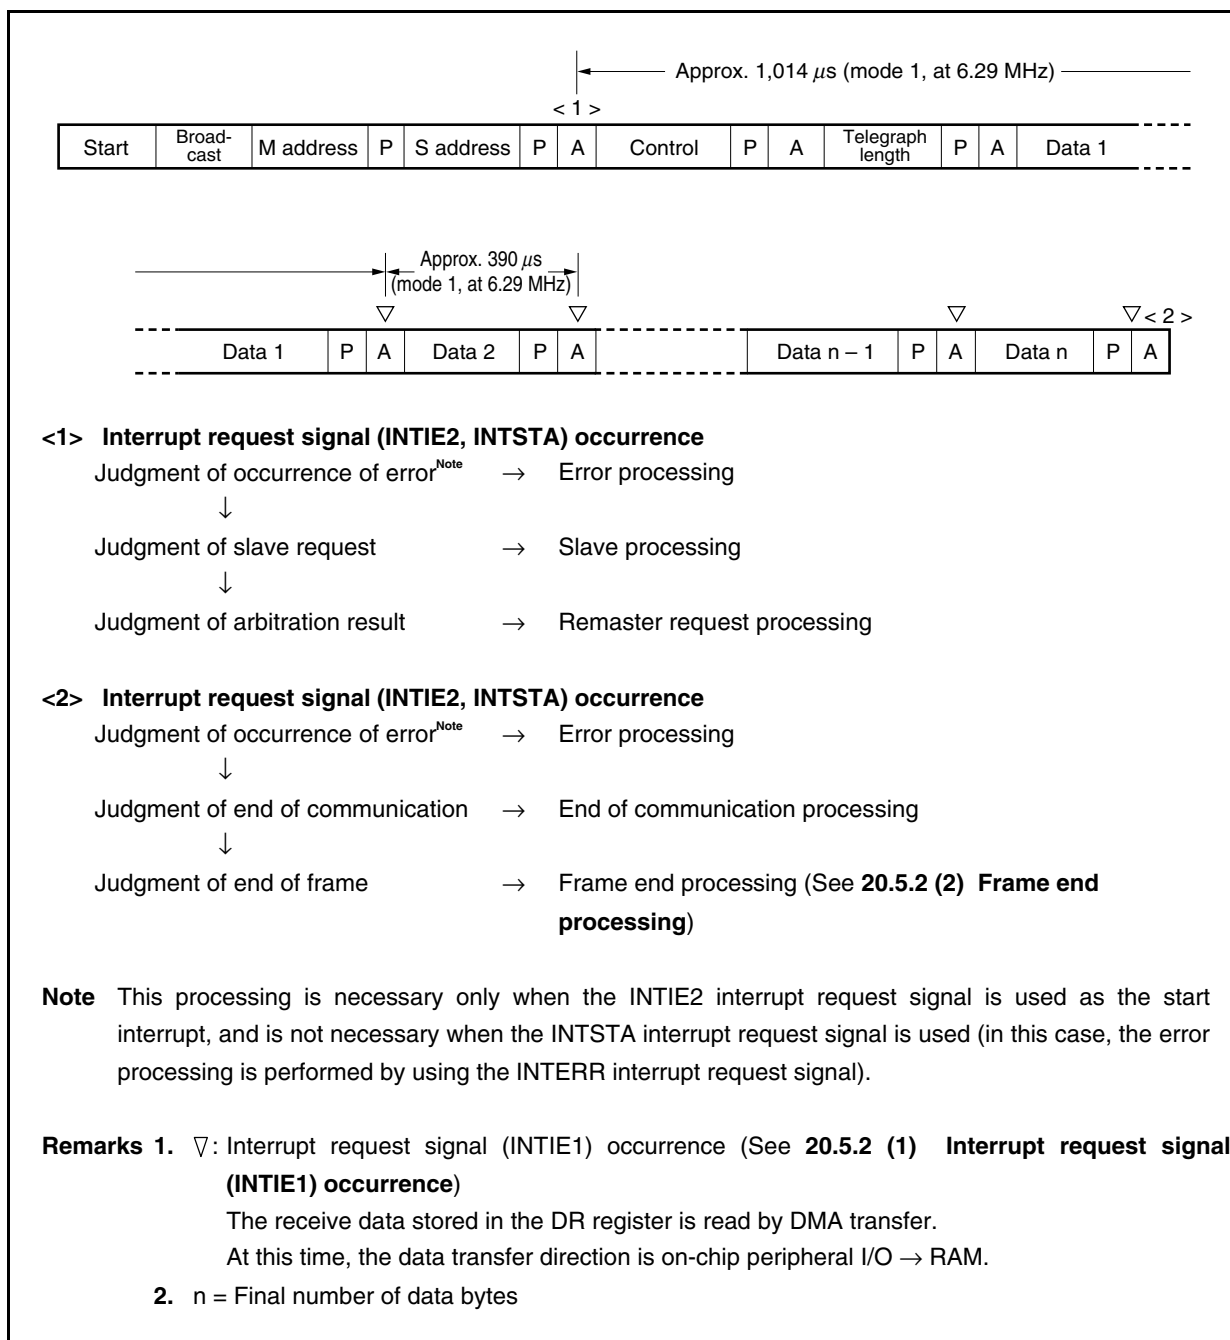 Approx. 1,014 μs (mode 1, at 6.29 MHz)
< 1 >
Start Broad-cast M address P S address P A Control P A Telegraph length P A Data 1
Approx. 390 μs
(mode 1, at 6.29 MHz)
▽ ▽ ▽ ▽ < 2 >
Data 1 P A Data 2 P A Data n – 1 P A Data n P A
<1> Interrupt request signal (INTIE2, INTSTA) occurrence
Judgment of occurrence of errorNote → Error processing
↓
Judgment of slave request → Slave processing
↓
Judgment of arbitration result → Remaster request processing
<2> Interrupt request signal (INTIE2, INTSTA) occurrence
Judgment of occurrence of errorNote → Error processing
↓
Judgment of end of communication → End of communication processing
↓
Judgment of end of frame → Frame end processing (See 20.5.2 (2) Frame end
processing)
Note This processing is necessary only when the INTIE2 interrupt request signal is used as the start
interrupt, and is not necessary when the INTSTA interrupt request signal is used (in this case, the error
processing is performed by using the INTERR interrupt request signal).
Remarks 1. ▽: Interrupt request signal (INTIE1) occurrence (See 20.5.2 (1) Interrupt request signal
(INTIE1) occurrence)
The receive data stored in the DR register is read by DMA transfer.
At this time, the data transfer direction is on-chip peripheral I/O → RAM.
2. n = Final number of data bytes